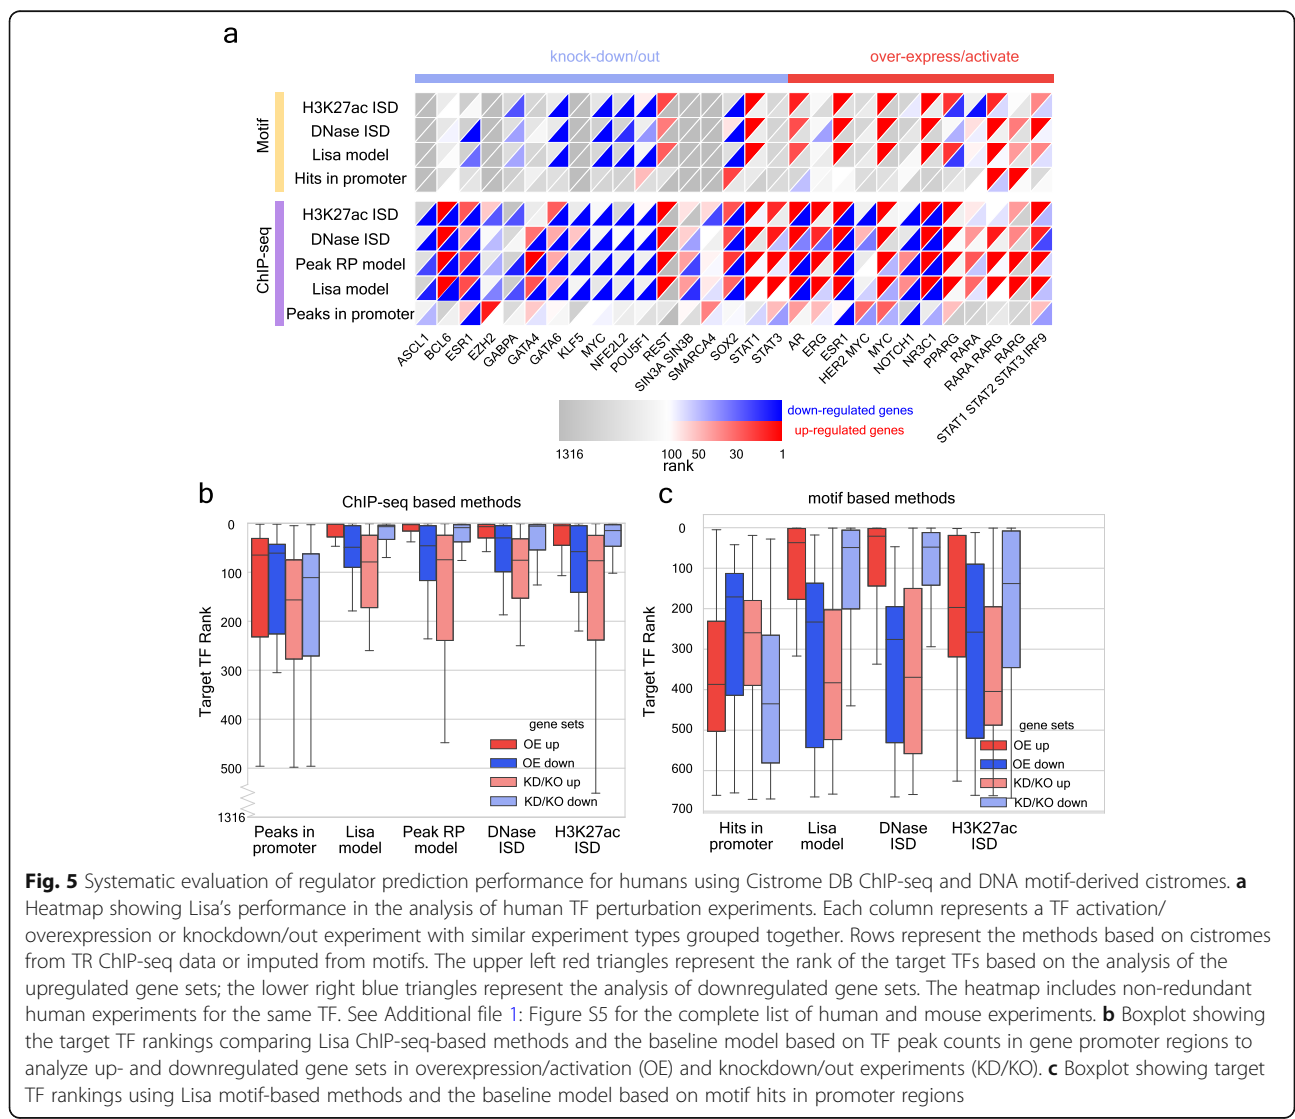 a
knock-down/out
over-express/activate
Motif
H3K27ac ISD
DNase ISD
Lisa model
Hits in promoter
ChIP-seq
H3K27ac ISD
DNase ISD
Peak RP model
Lisa model
Peaks in promoter
ASCL1
BCL6
ESR1
EZH2
GABPA
GATA4
GATA6
KLF5
MYC
NFE2L2
POU5F1
REST
SIN3A SIN3B
SMARCA4
SOX2
STAT1
STAT3
AR
ERG
ESR1
HER2 MYC
MYC
NOTCH1
NR3C1
PPARG
RARA
RARA RARG
RARG
STAT1 STAT2 STAT3 IRF9
down-regulated genes
up-regulated genes
1316 100 50 30 1
rank
b
ChIP-seq based methods
Target TF Rank
0
100
200
300
400
500
1316
gene sets
OE up
OE down
KD/KO up
KD/KO down
Peaks in promoter
Lisa model
Peak RP model
DNase ISD
H3K27ac ISD
c
motif based methods
Target TF Rank
0
100
200
300
400
500
600
700
gene sets
OE up
OE down
KD/KO up
KD/KO down
Hits in promoter
Lisa model
DNase ISD
H3K27ac ISD
Fig. 5 Systematic evaluation of regulator prediction performance for humans using Cistrome DB ChIP-seq and DNA motif-derived cistromes. a
Heatmap showing Lisa's performance in the analysis of human TF perturbation experiments. Each column represents a TF activation/
overexpression or knockdown/out experiment with similar experiment types grouped together. Rows represent the methods based on cistromes
from TR ChIP-seq data or imputed from motifs. The upper left red triangles represent the rank of the target TFs based on the analysis of the
upregulated gene sets; the lower right blue triangles represent the analysis of downregulated gene sets. The heatmap includes non-redundant
human experiments for the same TF. See Additional file 1: Figure S5 for the complete list of human and mouse experiments. b Boxplot showing
the target TF rankings comparing Lisa ChIP-seq-based methods and the baseline model based on TF peak counts in gene promoter regions to
analyze up- and downregulated gene sets in overexpression/activation (OE) and knockdown/out experiments (KD/KO). c Boxplot showing target
TF rankings using Lisa motif-based methods and the baseline model based on motif hits in promoter regions